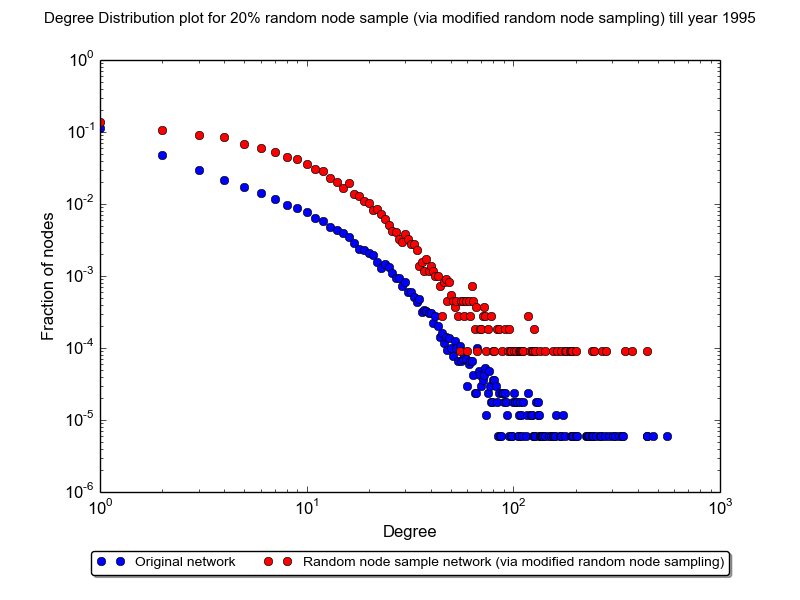 Degree Distribution plot for 20% random node sample (via modified random node sampling) till year 1995
10^0
10^-1
10^-2
10^-3
10^-4
10^-5
10^-6
Fraction of nodes
10^0 10^1 10^2 10^3
Degree
Original network Random node sample network (via modified random node sampling)